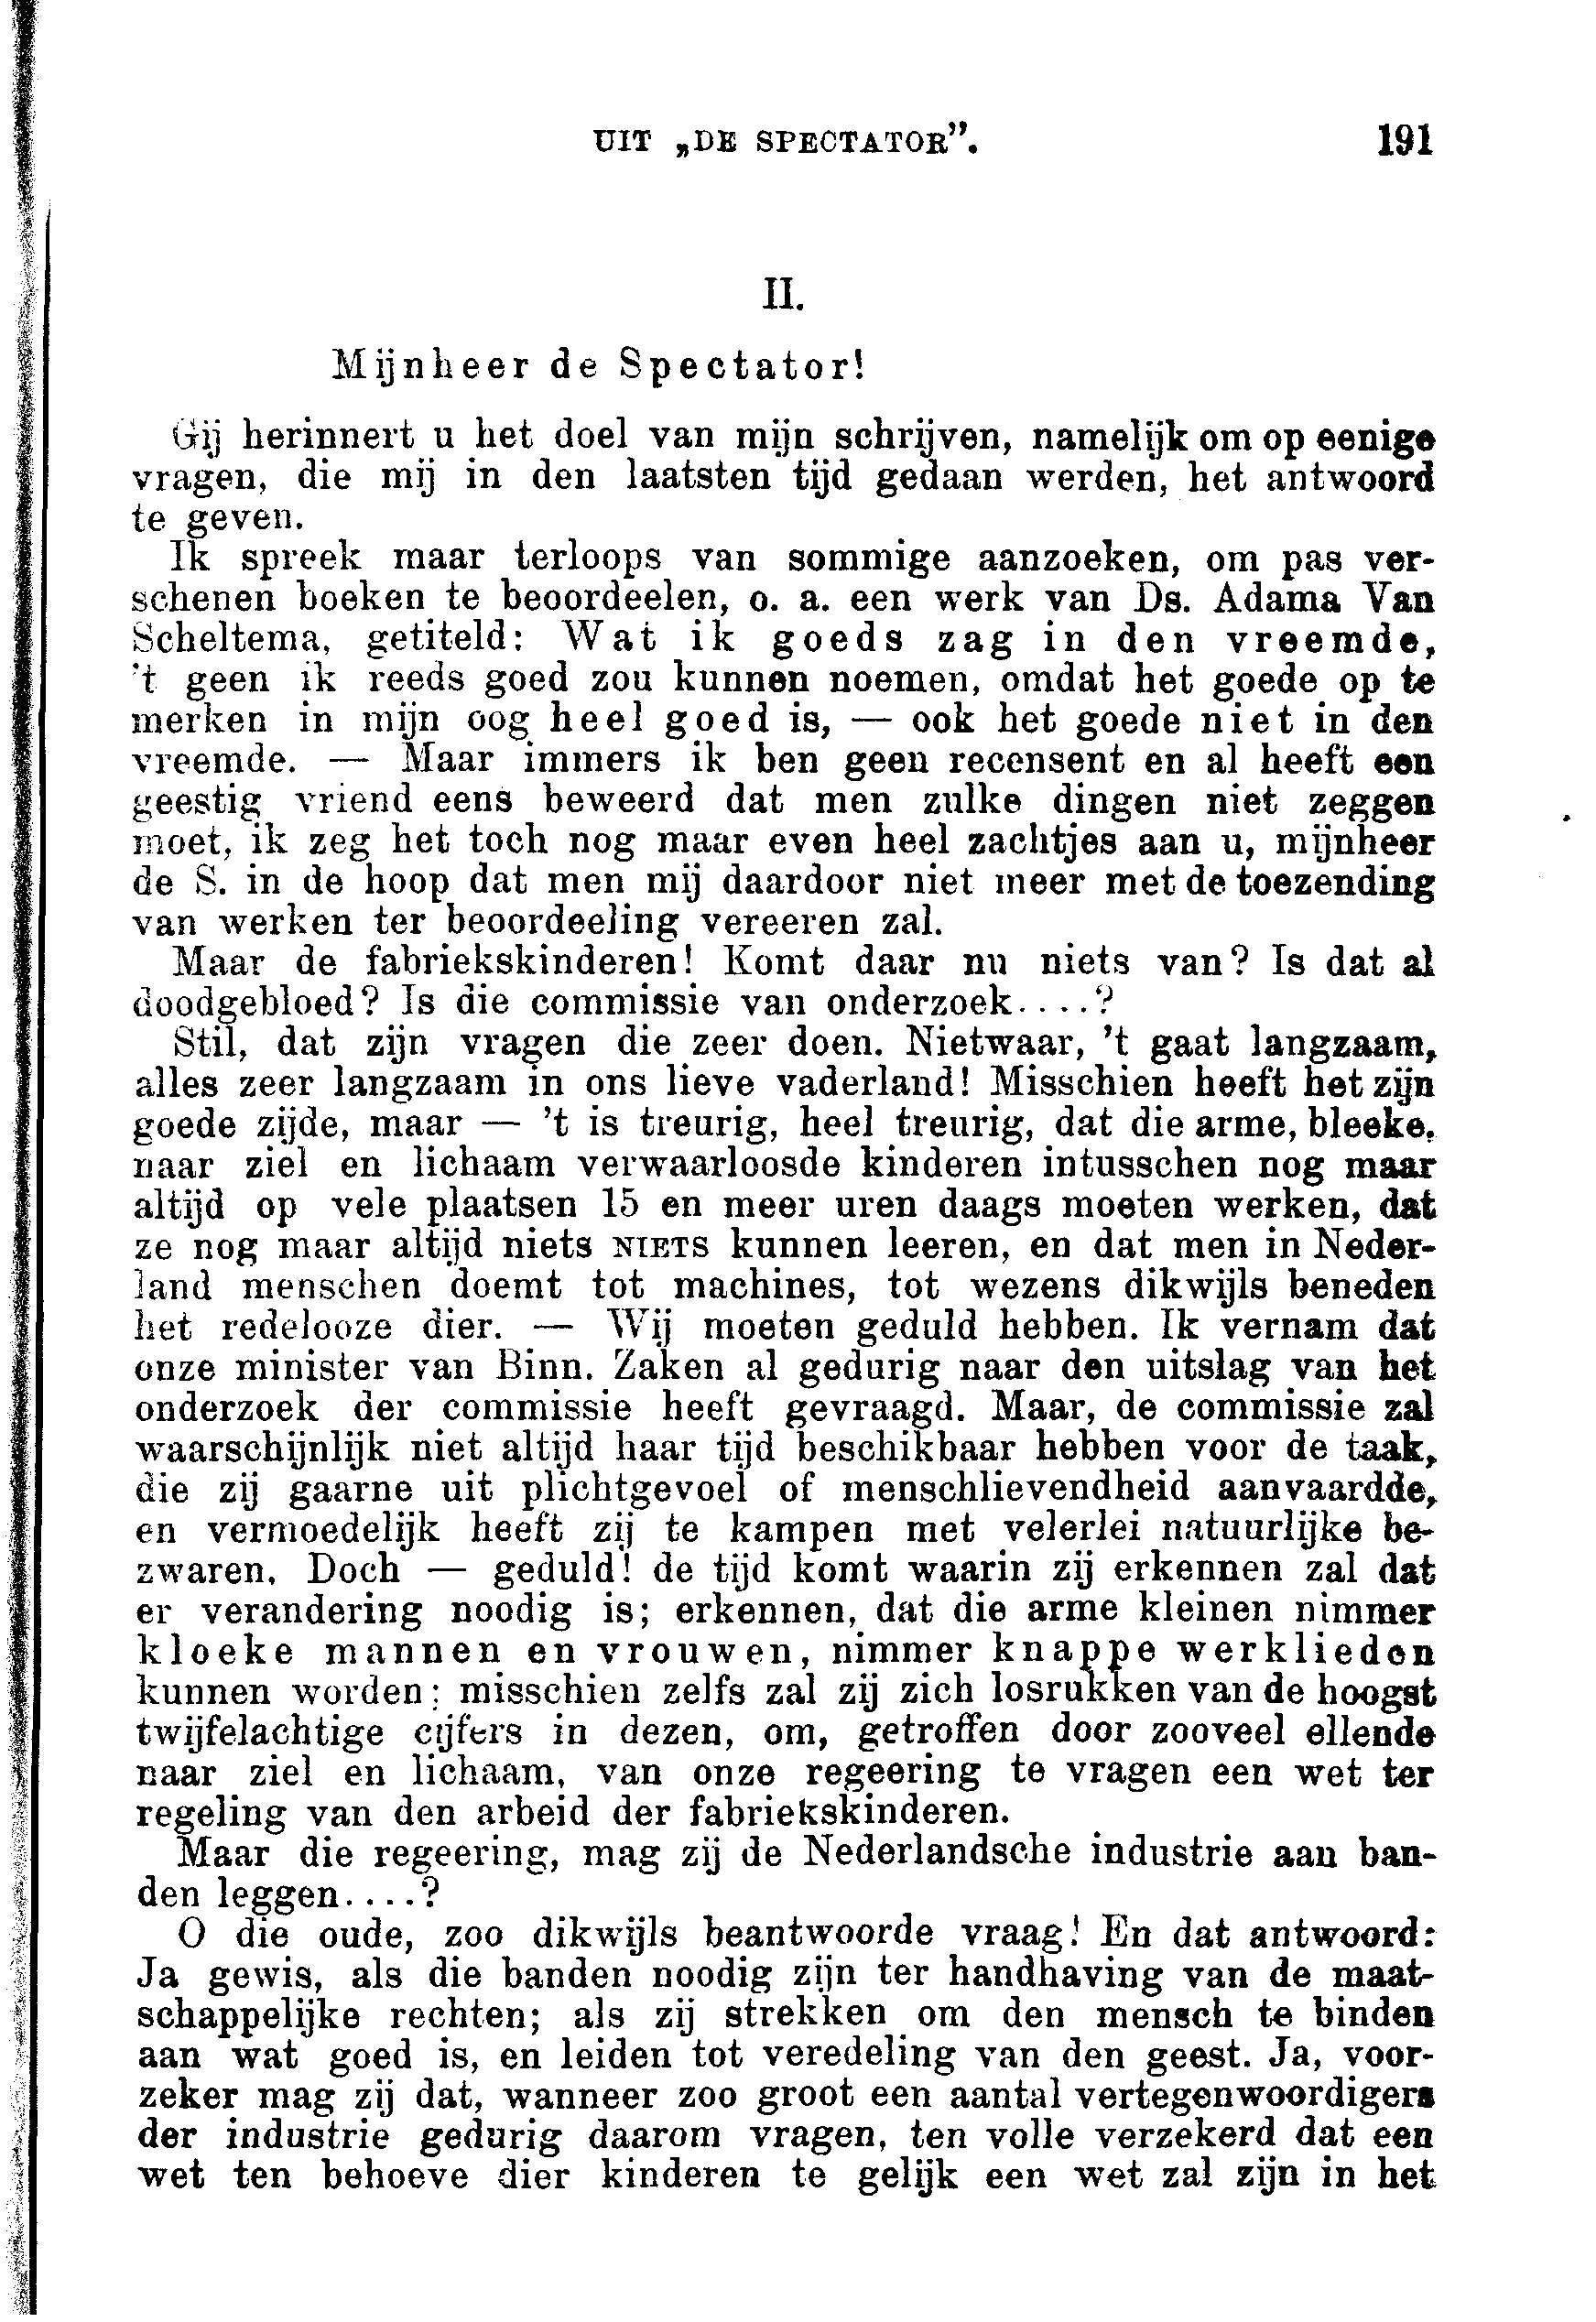 UIT „DE SPECTATOR”. 191
II.
Mijnheer de Spectator!
Gij herinnert u het doel van mijn schrijven, namelijk om op eenige
vragen, die mij in den laatsten tijd gedaan werden, het antwoord
te geven.
Ik spreek maar terloops van sommige aanzoeken, om pas ver-
schenen boeken te beoordeelen, o. a. een werk van Ds. Adama Van
Scheltema, getiteld: Wat ik goeds zag in den vreemde,
't geen ik reeds goed zou kunnen noemen, omdat het goede op te
merken in mijn oog heel goed is, — ook het goede niet in den
vreemde. — Maar immers ik ben geen recensent en al heeft een
geestig vriend eens beweerd dat men zulke dingen niet zeggen
moet, ik zeg het toch nog maar even heel zachtjes aan u, mijnheer
de S. in de hoop dat men mij daardoor niet meer met de toezending
van werken ter beoordeeling vereeren zal.
Maar de fabriekskinderen! Komt daar nu niets van? Is dat al
doodgebloed? Is die commissie van onderzoek....?
Stil, dat zijn vragen die zeer doen. Nietwaar, 't gaat langzaam,
alles zeer langzaam in ons lieve vaderland! Misschien heeft het zijn
goede zijde, maar — 't is treurig, heel treurig, dat die arme, bleeke,
naar ziel en lichaam verwaarloosde kinderen intusschen nog maar
altijd op vele plaatsen 15 en meer uren daags moeten werken, dat
ze nog maar altijd niets NIETS kunnen leeren, en dat men in Neder-
land menschen doemt tot machines, tot wezens dikwijls beneden
het redelooze dier. — Wij moeten geduld hebben. Ik vernam dat
onze minister van Binn. Zaken al gedurig naar den uitslag van het
onderzoek der commissie heeft gevraagd. Maar, de commissie zal
waarschijnlijk niet altijd haar tijd beschikbaar hebben voor de taak,
die zij gaarne uit plichtgevoel of menschlievendheid aanvaardde,
en vermoedelijk heeft zij te kampen met velerlei natuurlijke be-
zwaren. Doch — geduld! de tijd komt waarin zij erkennen zal dat
er verandering noodig is; erkennen, dat die arme kleinen nimmer
kloeke mannen en vrouwen, nimmer knappe werklieden
kunnen worden; misschien zelfs zal zij zich losrukken van de hoogst
twijfelachtige cijfers in dezen, om, getroffen door zooveel ellende
naar ziel en lichaam, van onze regeering te vragen een wet ter
regeling van den arbeid der fabriekskinderen.
Maar die regeering, mag zij de Nederlandsche industrie aan ban-
den leggen....?
O die oude, zoo dikwijls beantwoorde vraag! En dat antwoord:
Ja gewis, als die banden noodig zijn ter handhaving van de maat-
schappelijke rechten; als zij strekken om den mensch te binden
aan wat goed is, en leiden tot veredeling van den geest. Ja, voor-
zeker mag zij dat, wanneer zoo groot een aantal vertegenwoordigers
der industrie gedurig daarom vragen, ten volle verzekerd dat een
wet ten behoeve dier kinderen te gelijk een wet zal zijn in het